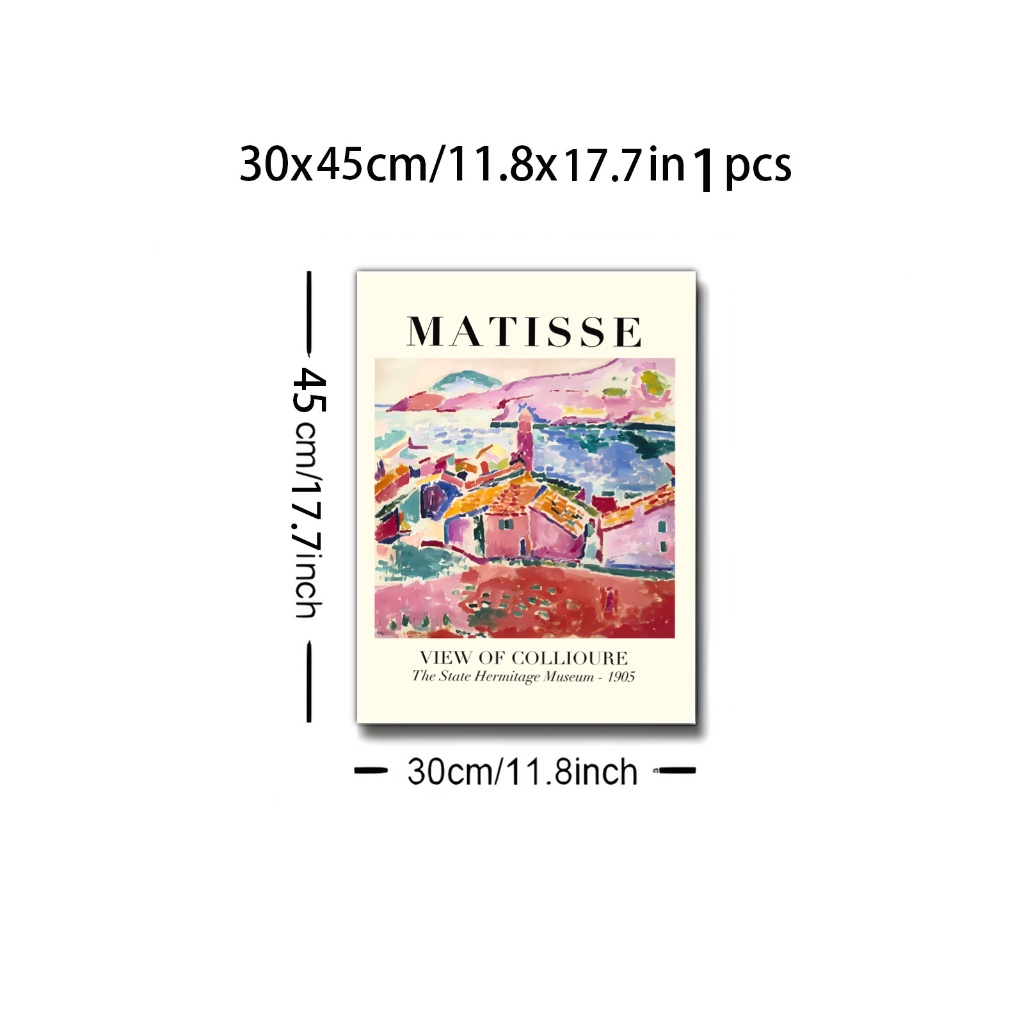 30x45cm/11.8x17.7in 1 pcs
45 cm/17.7inch
MATISSE
VIEW OF COLLIOURE
The State Hermitage Museum - 1905
30cm/11.8inch